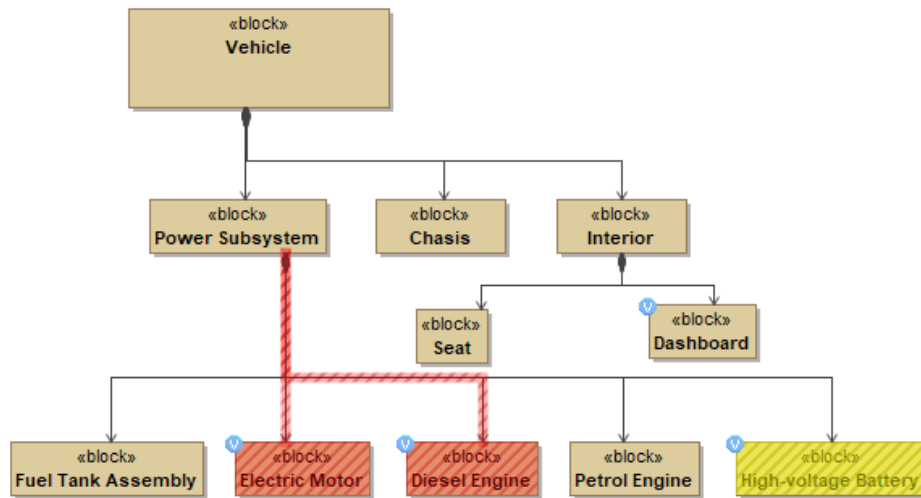 «block»
Vehicle
«block»
Power Subsystem
«block»
Chasis
«block»
Interior
«block»
Seat
V
«block»
Dashboard
«block»
Fuel Tank Assembly
V
«block»
Electric Motor
V
«block»
Diesel Engine
V
«block»
Petrol Engine
V
«block»
High-voltage Battery